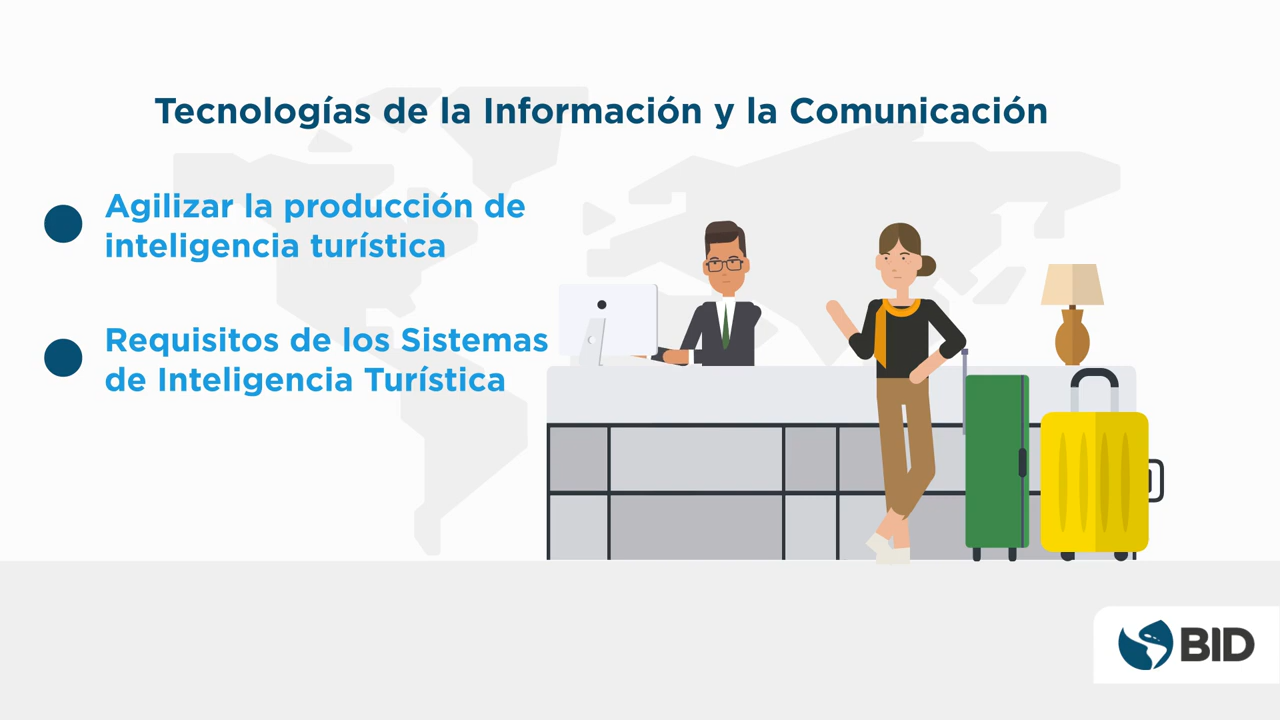 Tecnologías de la Información y la Comunicación
Agilizar la producción de
inteligencia turística
Requisitos de los Sistemas
de Inteligencia Turística
BID